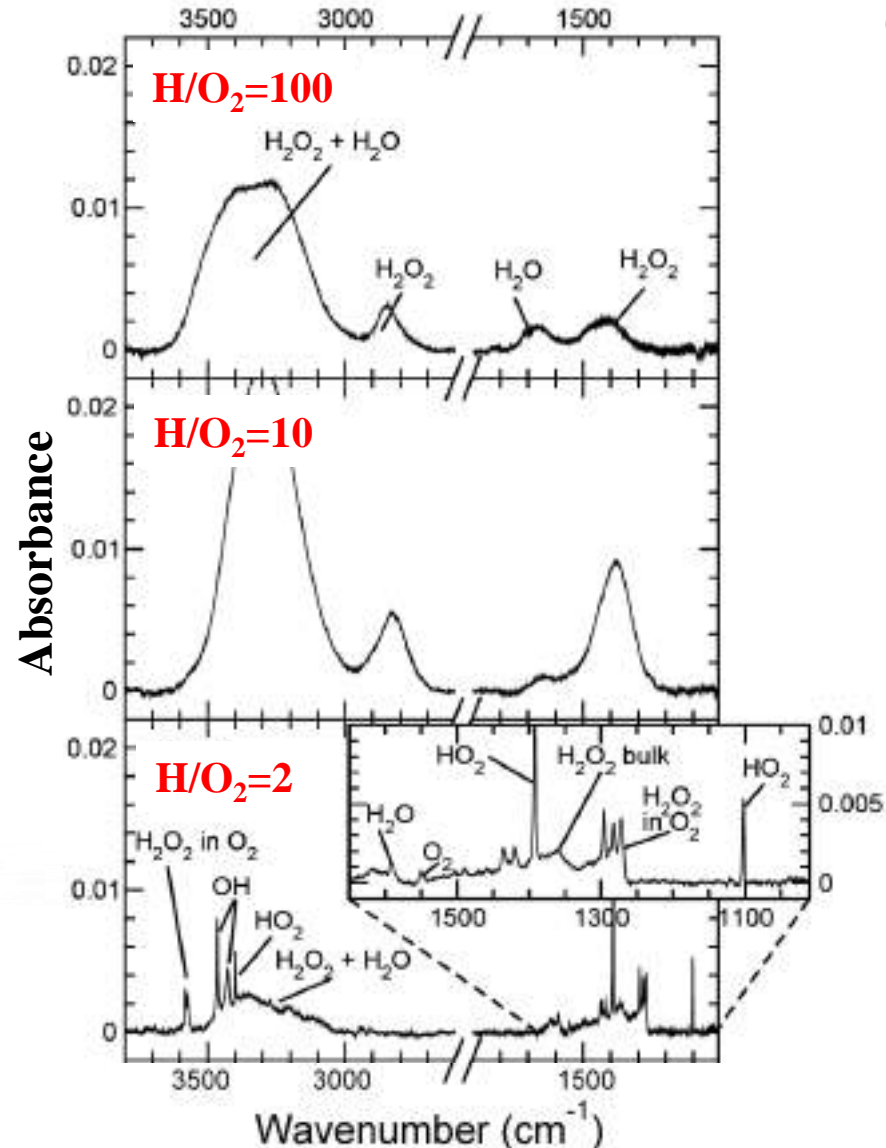 3500 3000 1500
0.02
H/O₂=100
H₂O₂ + H₂O
0.01
H₂O₂
H₂O
H₂O₂
0
0.02
H/O₂=10
0.01
0
Absorbance
0.02
H/O₂=2
HO₂
H₂O₂ bulk
HO₂
0.01
H₂O
O₂
H₂O₂
in O₂
0.005
0
1500 1300 1100
H₂O₂ in O₂
0.01
OH
HO₂
H₂O₂ + H₂O
0
3500 3000 1500
Wavenumber (cm⁻¹)